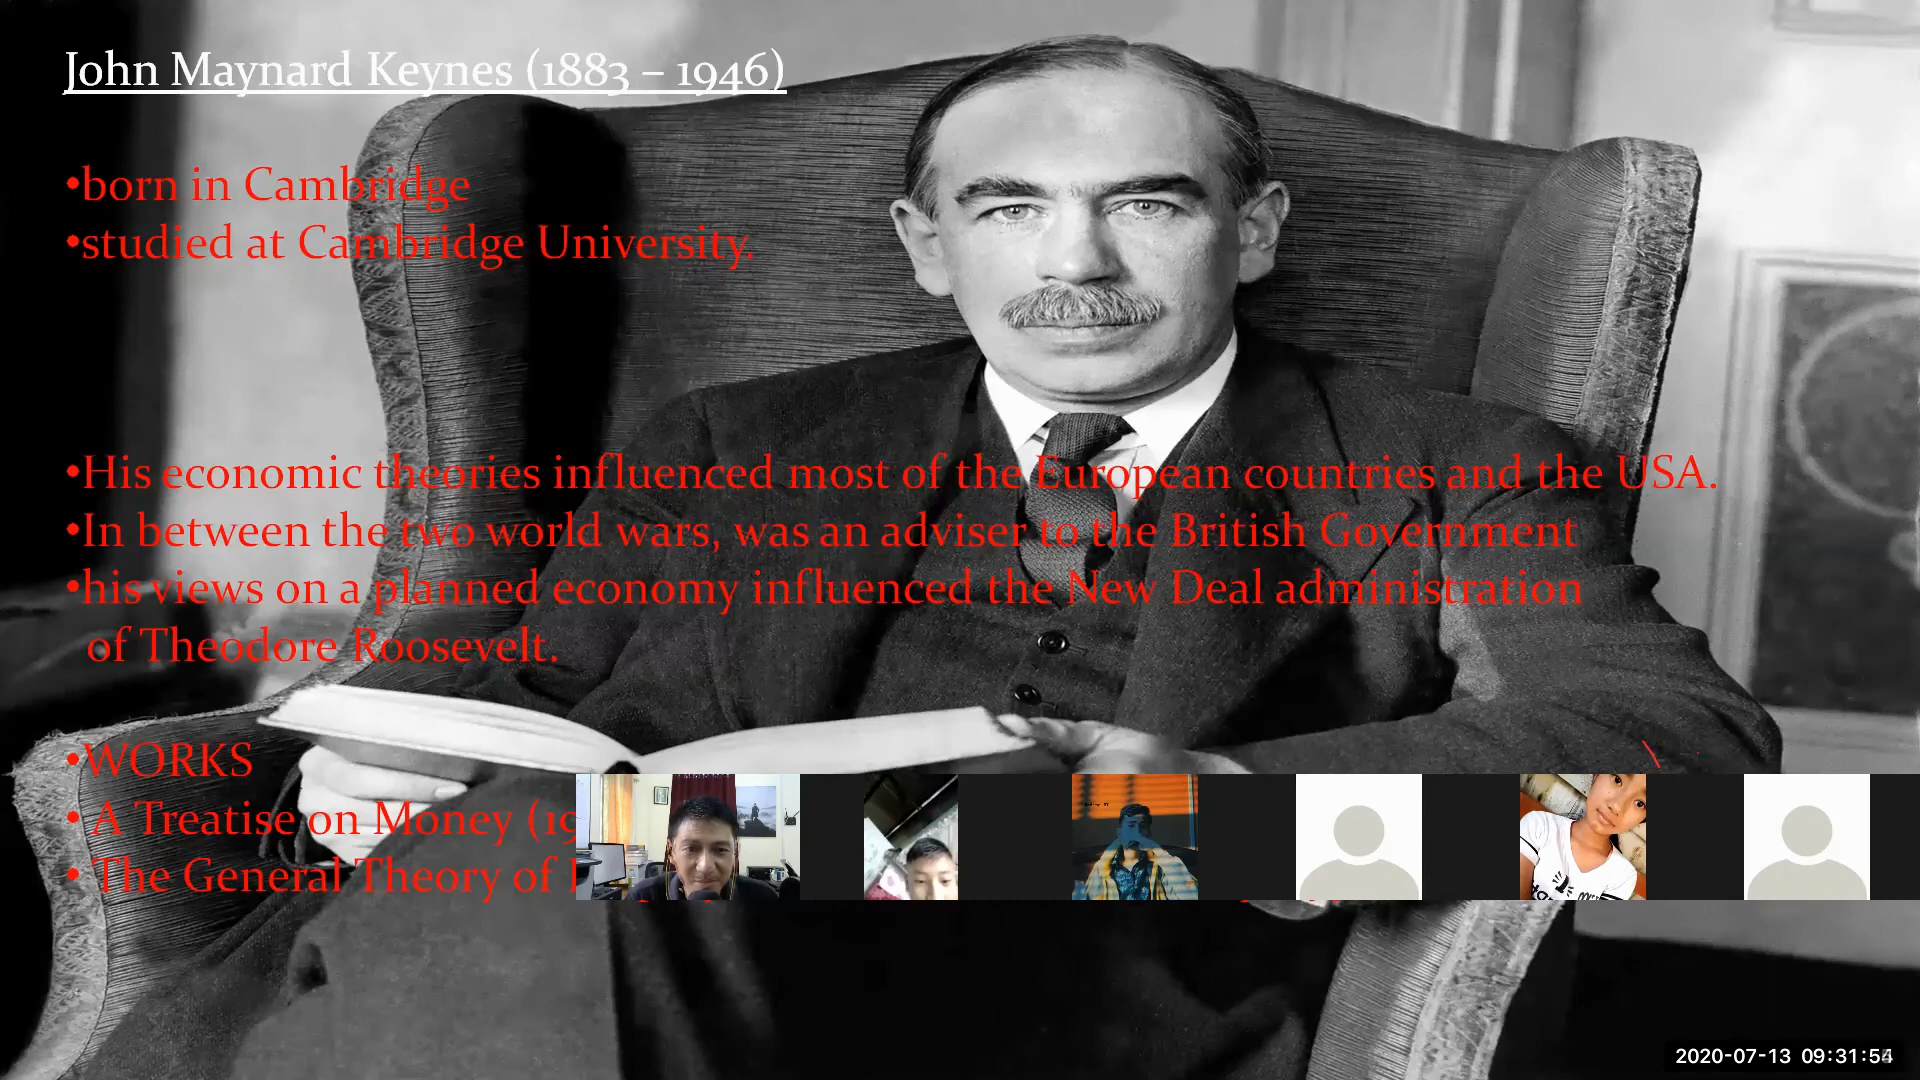 John Maynard Keynes (1883 – 1946)
•born in Cambridge
•studied at Cambridge University.
•His economic theories influenced most of the European countries and the USA.
•In between the two world wars, was an adviser to the British Government
•his views on a planned economy influenced the New Deal administration
of Theodore Roosevelt.
•WORKS
• A Treatise on Money (19
• The General Theory of
2020-07-13 09:31:54